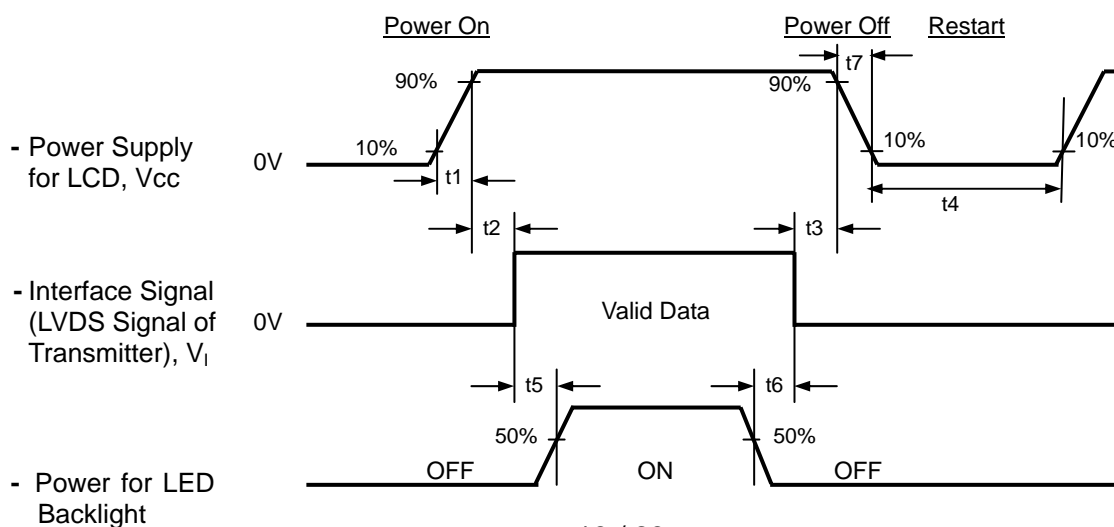 Power On
Power Off
Restart
t7
90%
90%
10%
10%
10%
- Power Supply
for LCD, Vcc
0V
t1
t4
t2
t3
- Interface Signal
(LVDS Signal of
Transmitter), VI
0V
Valid Data
t5
t6
50%
50%
- Power for LED
Backlight
OFF
ON
OFF